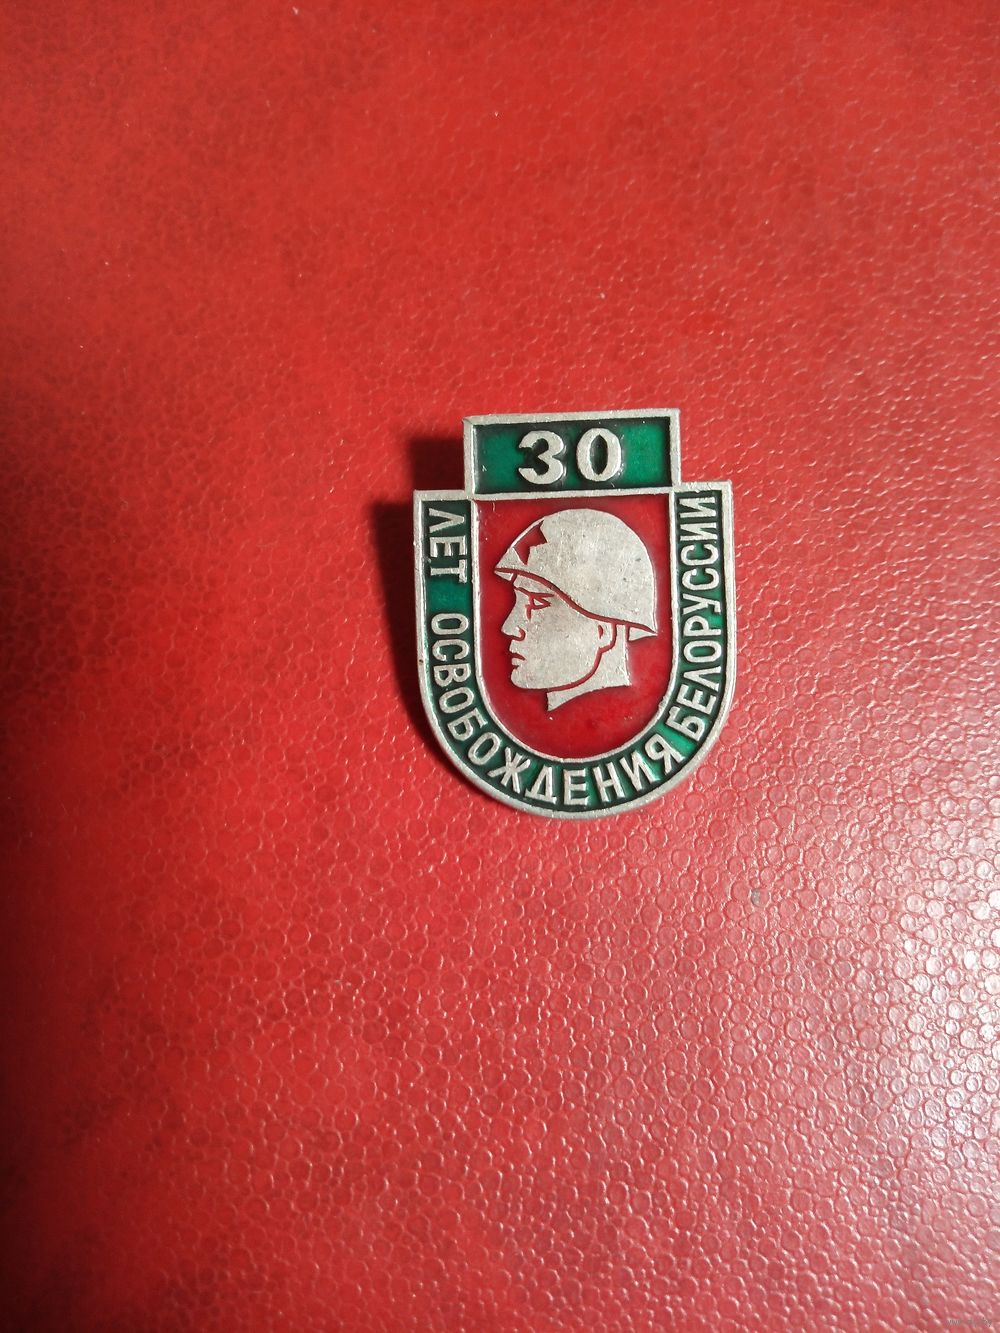 30
ЛЕТ ОСВОБОЖДЕНИЯ БЕЛОРУССИИ